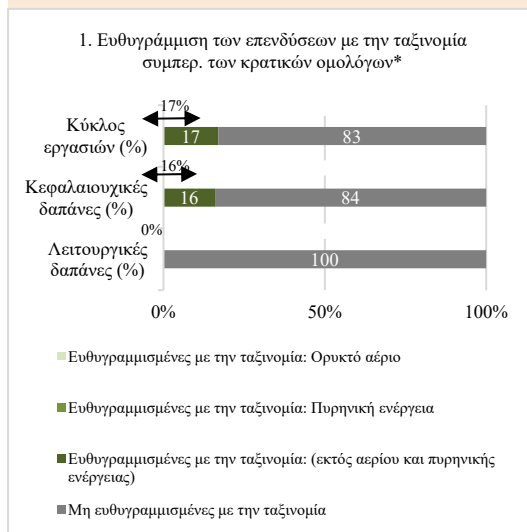 1. Ευθυγράμμιση των επενδύσεων με την ταξινομία
συμπερ. των κρατικών ομολόγων*
17%
Κύκλος
εργασιών (%)
17
83
16%
Κεφαλαιουχικές
δαπάνες (%)
16
84
0%
Λειτουργικές
δαπάνες (%)
100
0%
50%
100%
Ευθυγραμμισμένες με την ταξινομία: Ορυκτό αέριο
Ευθυγραμμισμένες με την ταξινομία: Πυρηνική ενέργεια
Ευθυγραμμισμένες με την ταξινομία: (εκτός αερίου και πυρηνικής
ενέργειας)
Μη ευθυγραμμισμένες με την ταξινομία